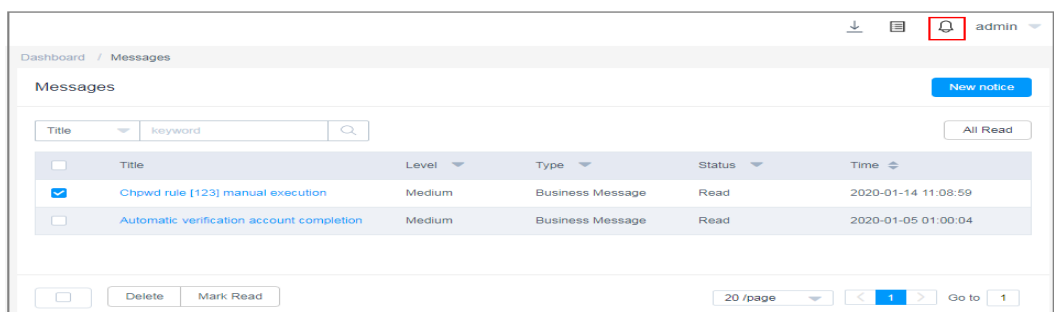 admin
Dashboard / Messages
Messages New notice
Title keyword All Read
Title Level Type Status Time
Chpwd rule [123] manual execution Medium Business Message Read 2020-01-14 11:08:59
Automatic verification account completion Medium Business Message Read 2020-01-05 01:00:04
Delete Mark Read 20 /page 1 Go to 1